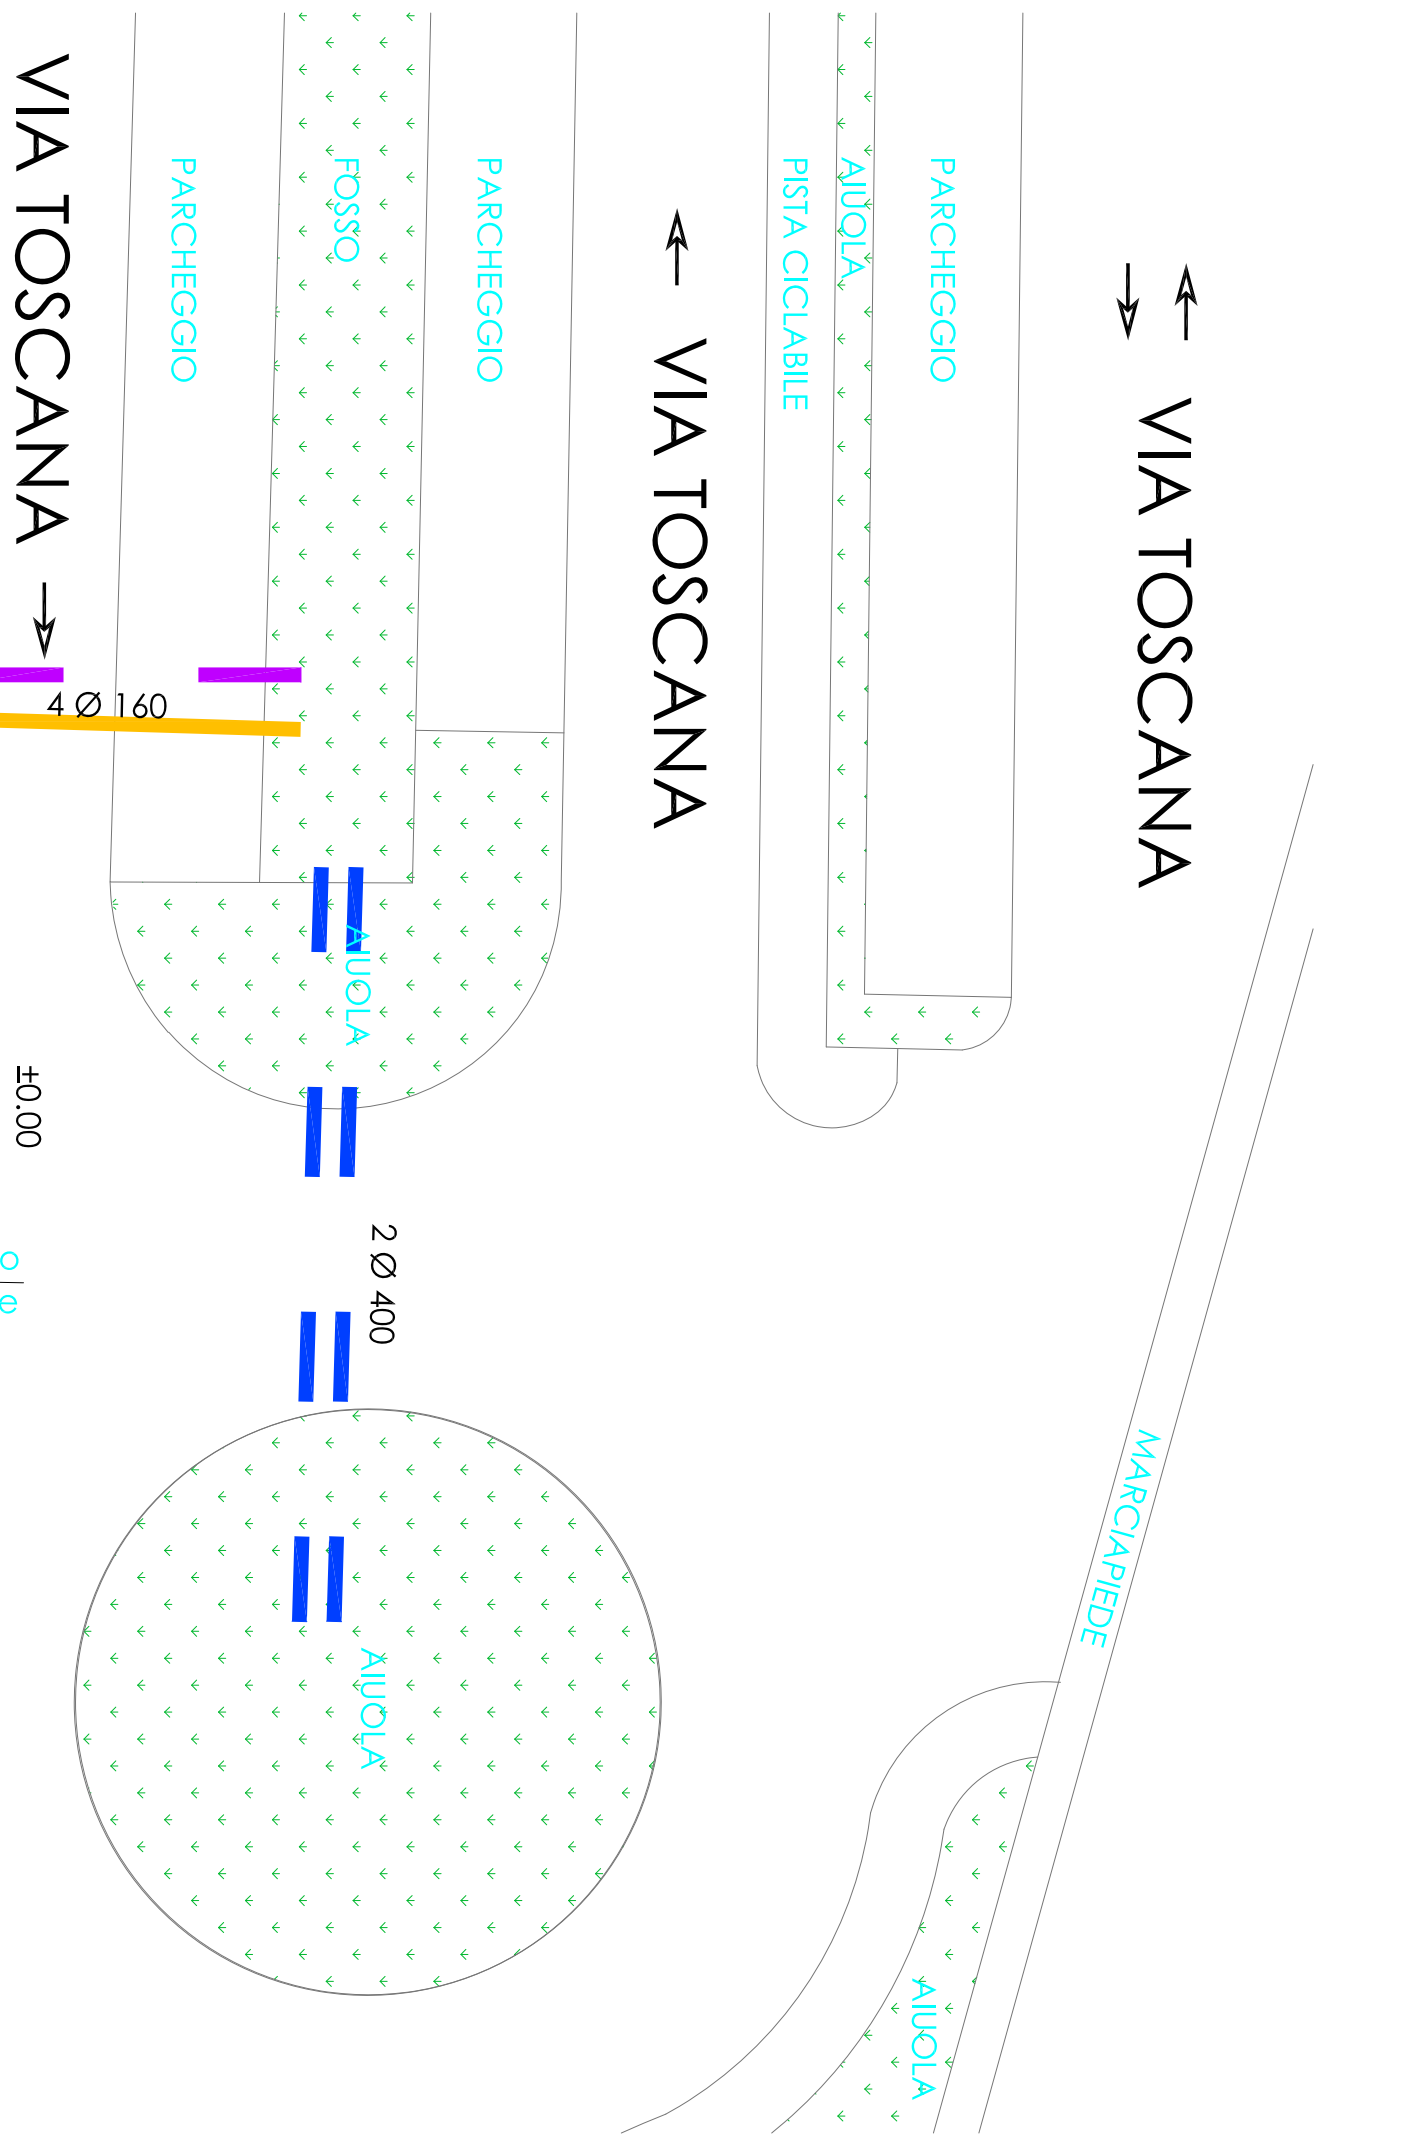 VIA TOSCANA
PARCHEGGIO
FOSSO
PARCHEGGIO
VIA TOSCANA
PISTA CICLABILE
AIUOLA
PARCHEGGIO
VIA TOSCANA
4 Ø 160
AIUOLA
±0.00
2 Ø 400
AIUOLA
MARCIAPIEDE
AIUOLA